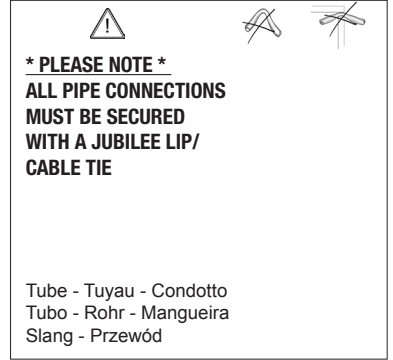 * PLEASE NOTE *
ALL PIPE CONNECTIONS
MUST BE SECURED
WITH A JUBILEE LIP/
CABLE TIE
Tube - Tuyau - Condotto
Tubo - Rohr - Mangueira
Slang - Przewód